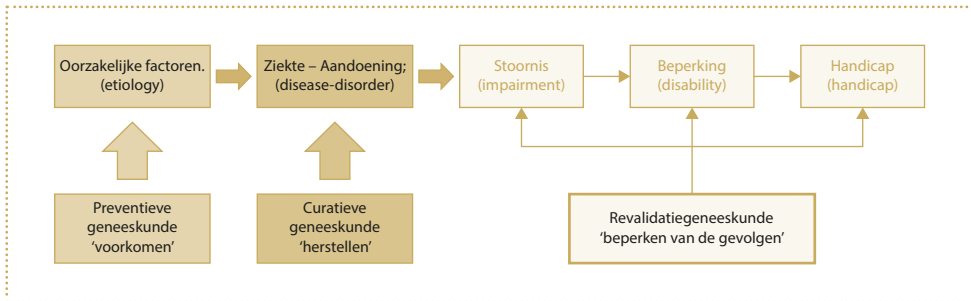 Oorzakelijke factoren.
(etiology)
Ziekte – Aandoening;
(disease-disorder)
Stoornis
(impairment)
Beperking
(disability)
Handicap
(handicap)
Preventieve
geneeskunde
‘voorkomen’
Curatieve
geneeskunde
‘herstellen’
Revalidatiegeneeskunde
‘beperken van de gevolgen’